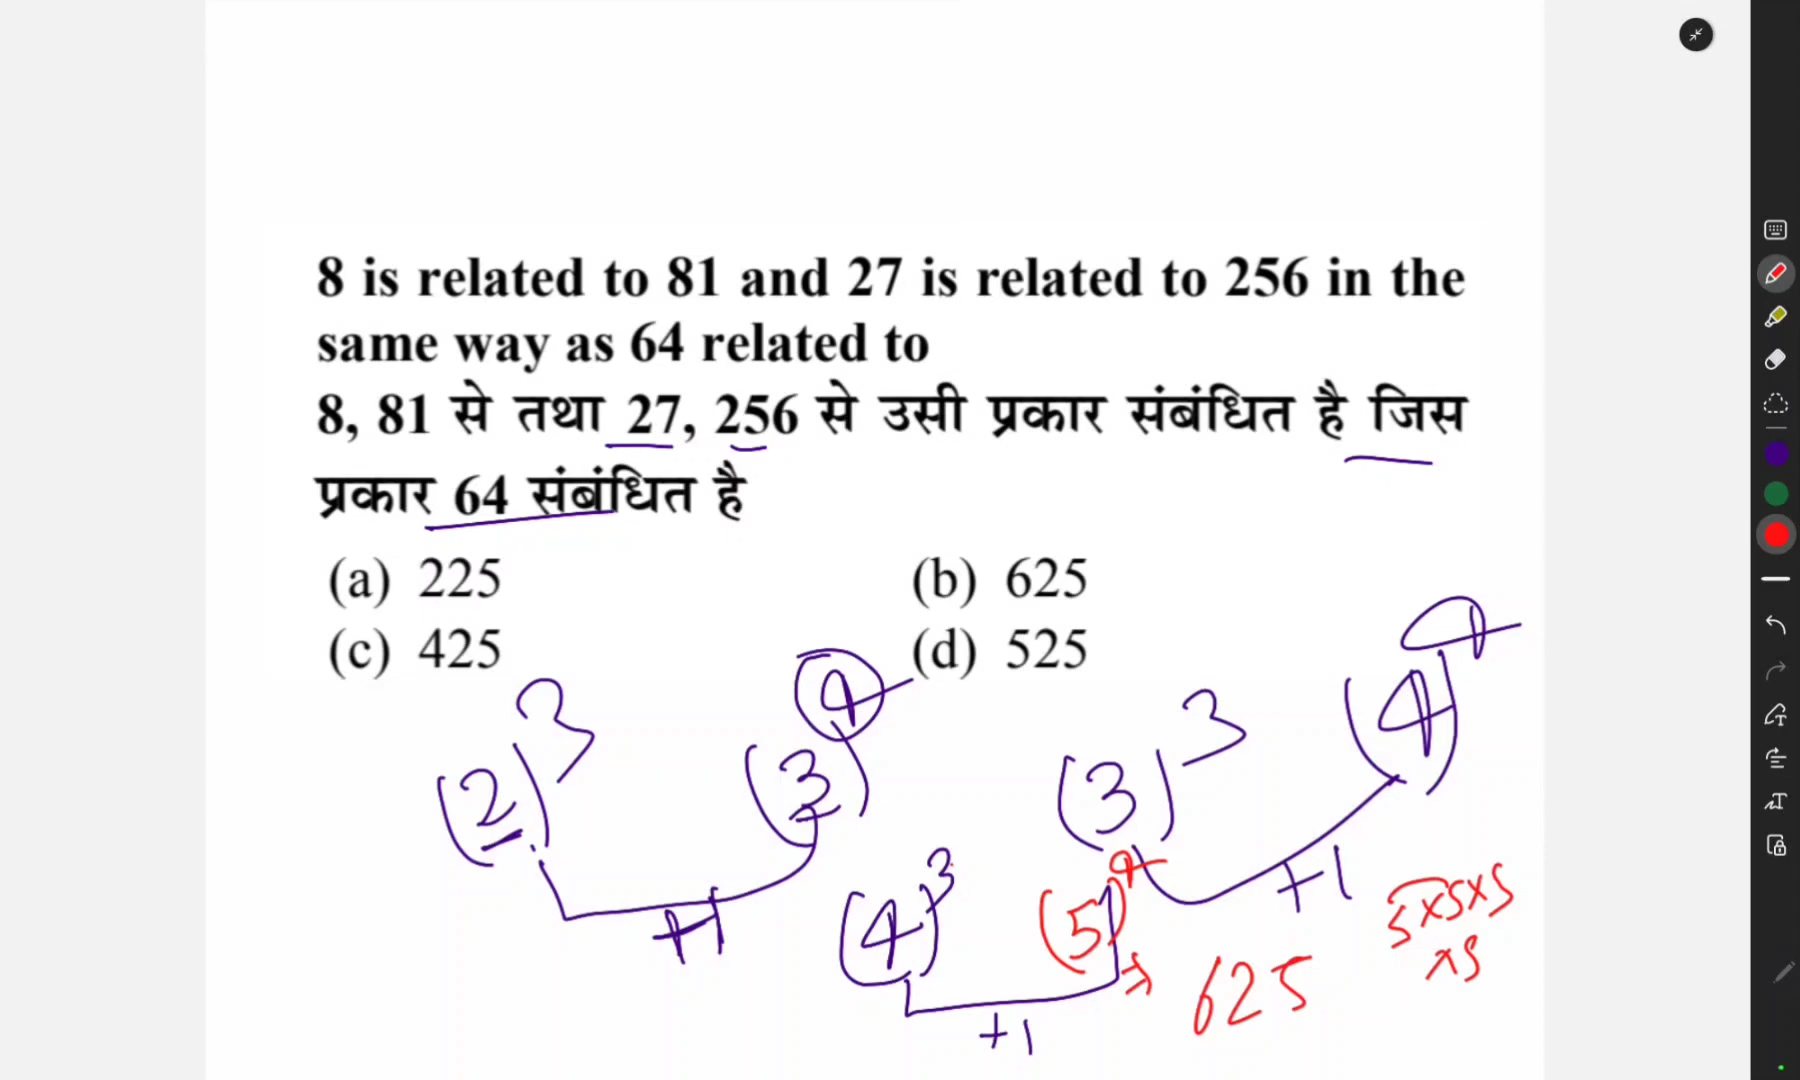 8 is related to 81 and 27 is related to 256 in the
same way as 64 related to
8, 81 से तथा 27, 256 से उसी प्रकार संबंधित है जिस
प्रकार 64 संबंधित है
(a) 225 (b) 625
(c) 425 (d) 525
(2)³ (3)⁴ (3)³ (4)⁴
+1 +1
(4)³ (5)⁴ 5×5×5
×5
625
+1